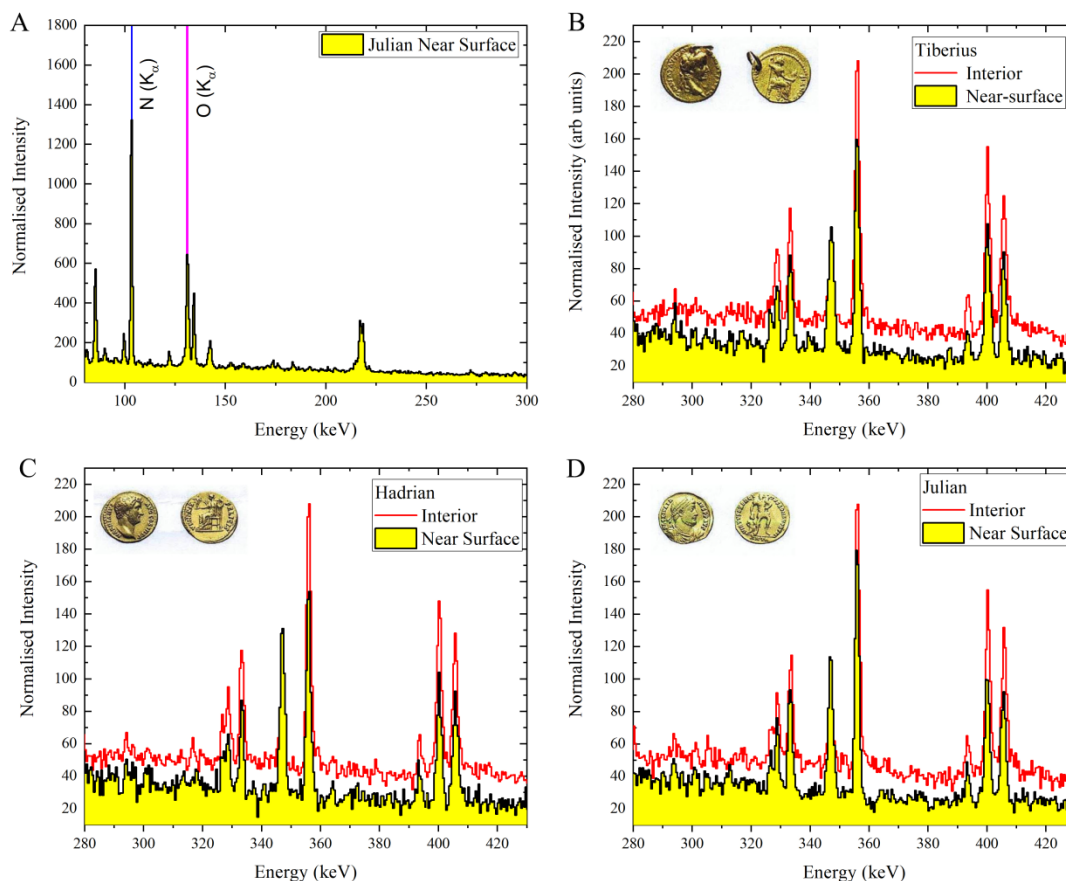 A
Normalised Intensity
1800
1600
1400
1200
1000
800
600
400
200
0
N (Kα)
O (Kα)
Julian Near Surface
100 150 200 250 300
Energy (keV)
B
Normalised Intensity (arb units)
220
200
180
160
140
120
100
80
60
40
20
Tiberius
Interior
Near-surface
280 300 320 340 360 380 400 420
Energy (keV)
C
Normalised Intensity
220
200
180
160
140
120
100
80
60
40
20
Hadrian
Interior
Near Surface
280 300 320 340 360 380 400 420
Energy (keV)
D
Normalised Intensity
220
200
180
160
140
120
100
80
60
40
20
Julian
Interior
Near Surface
280 300 320 340 360 380 400 420
Energy (keV)